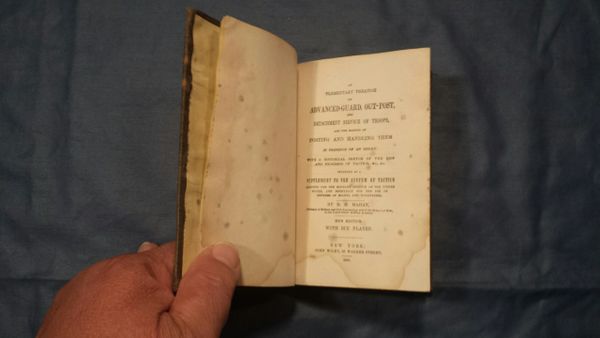 AN
ELEMENTARY TREATISE
ON
ADVANCED-GUARD, OUT-POST,
AND
DETACHMENT SERVICE OF TROOPS,
AND THE MANNER OF
POSTING AND HANDLING THEM
IN PRESENCE OF AN ENEMY.
WITH A HISTORICAL SKETCH OF THE RISE
AND PROGRESS OF TACTICS, &c., &c.
INTENDED AS A
SUPPLEMENT TO THE SYSTEM OF TACTICS
ADOPTED FOR THE MILITARY SERVICE OF THE UNITED
STATES, AND ESPECIALLY FOR THE USE OF
OFFICERS OF MILITIA AND VOLUNTEERS.
BY D. H. MAHAN,
NEW EDITION,
WITH SIX PLATES.
NEW YORK:
JOHN WILEY, 56 WALKER STREET.